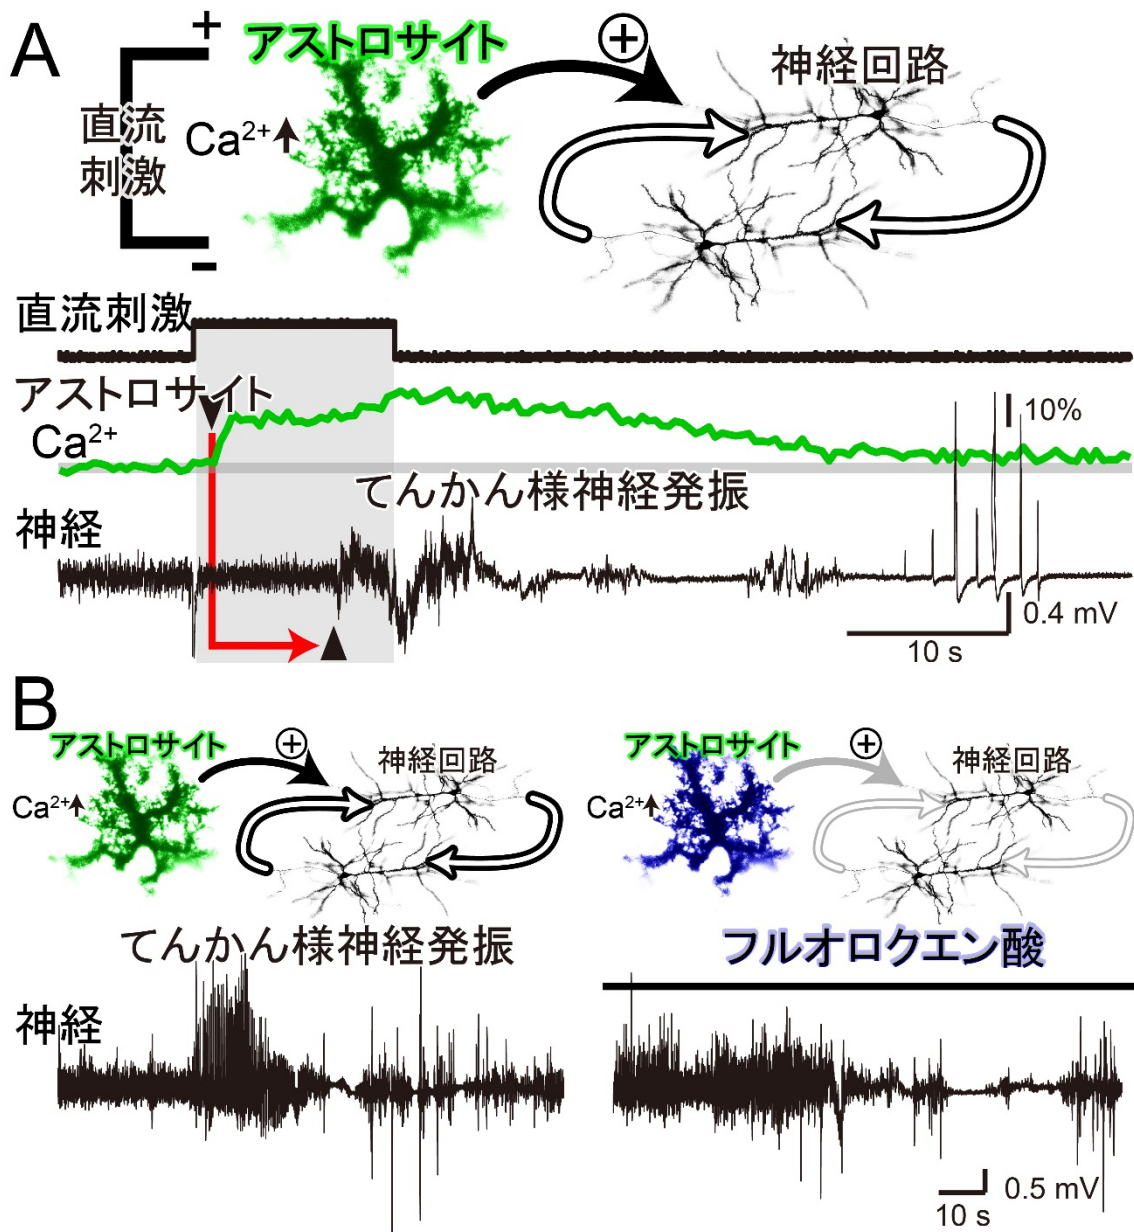 A
+
アストロサイト
⊕
神経回路
直流
刺激
Ca²⁺
-
直流刺激
アストロサイト
Ca²⁺
10%
てんかん様神経発振
神経
0.4 mV
10 s
B
アストロサイト
⊕
神経回路
Ca²⁺
アストロサイト
⊕
神経回路
Ca²⁺
てんかん様神経発振
フルオロクエン酸
神経
0.5 mV
10 s